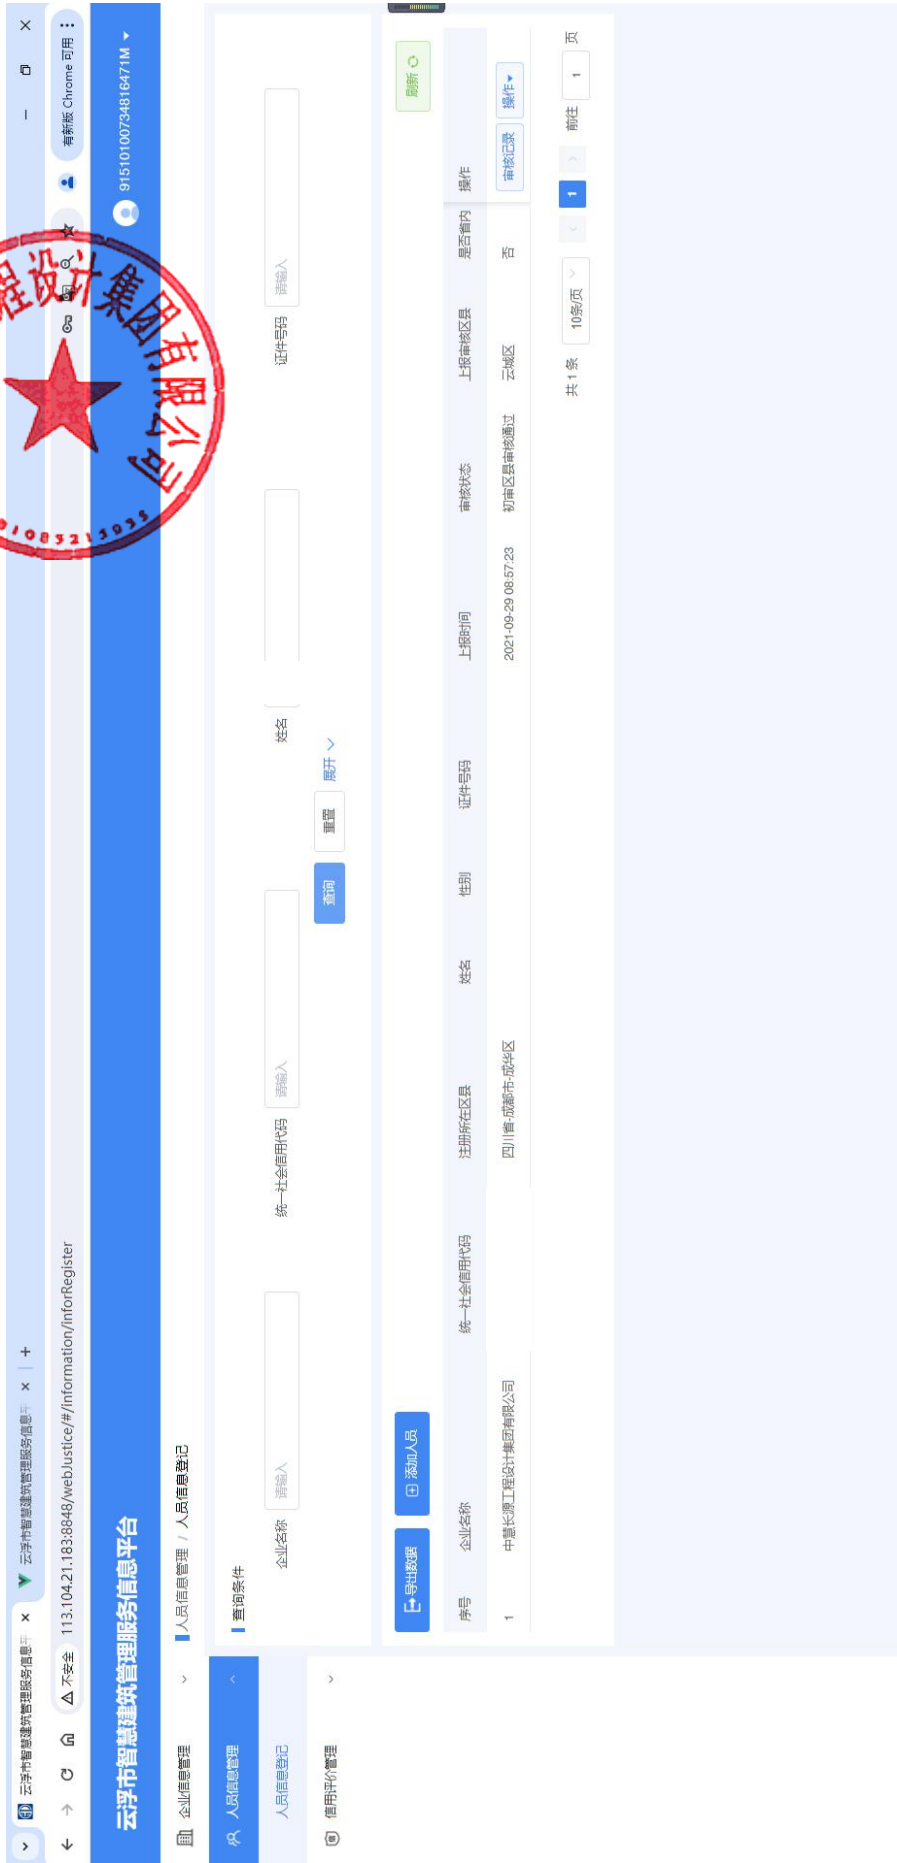 云浮市智慧建筑管理服务信息平
云浮市智慧建筑管理服务信息平
不安全 113.104.21.183:8848/webJustice/#/information/inforRegister
有新版 Chrome 可用
云浮市智慧建筑管理服务信息平台
91510100734816471M
程设计集团有限公司
企业信息管理
人员信息管理
人员信息登记
信用评价管理
人员信息管理 / 人员信息登记
查询条件
企业名称 请输入 统一社会信用代码 请输入 姓名 证件号码 请输入
查询 重置 展开
导出数据 添加人员 刷新
序号 企业名称 统一社会信用代码 注册所在区县 姓名 性别 证件号码 上报时间 审核状态 上报审核区县 是否省内 操作
1 中慧长源工程设计集团有限公司 四川省-成都市-成华区 2021-09-29 08:57:23 初审区县审核通过 云城区 否 审核记录 操作
共 1 条 10条/页 1 前往 1 页